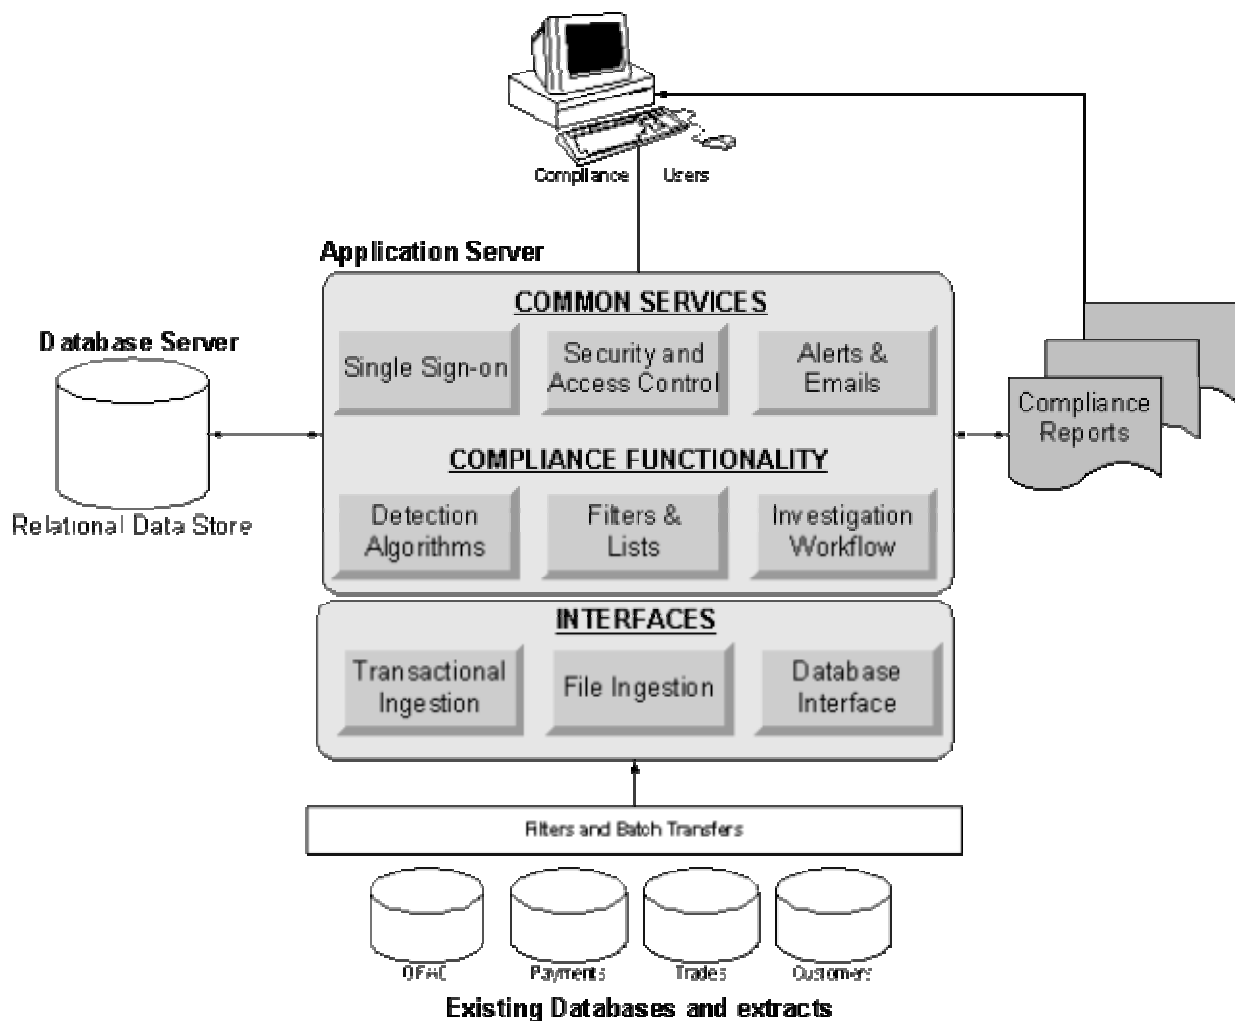 Compliance Users
Application Server
COMMON SERVICES
Database Server
Single Sign-on
Security and
Access Control
Alerts &
Emails
Compliance
Reports
COMPLIANCE FUNCTIONALITY
Relational Data Store
Detection
Algorithms
Filters &
Lists
Investigation
Workflow
INTERFACES
Transactional
Ingestion
File Ingestion
Database
Interface
Filters and Batch Transfers
OFAC
Payments
Trades
Customers
Existing Databases and extracts